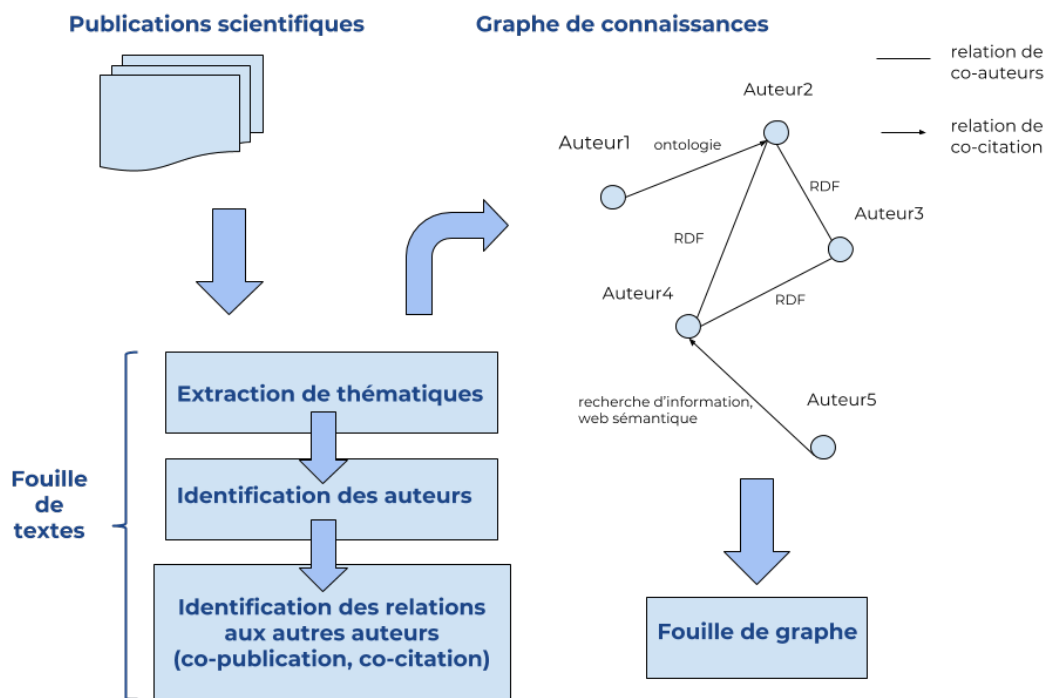 Publications scientifiques
Graphe de connaissances
relation de
co-auteurs
relation de
co-citation
Auteur2
Auteur1
ontologie
RDF
Auteur3
RDF
Auteur4
RDF
recherche d'information,
web sémantique
Auteur5
Fouille
de
textes
Extraction de thématiques
Identification des auteurs
Identification des relations
aux autres auteurs
(co-publication, co-citation)
Fouille de graphe